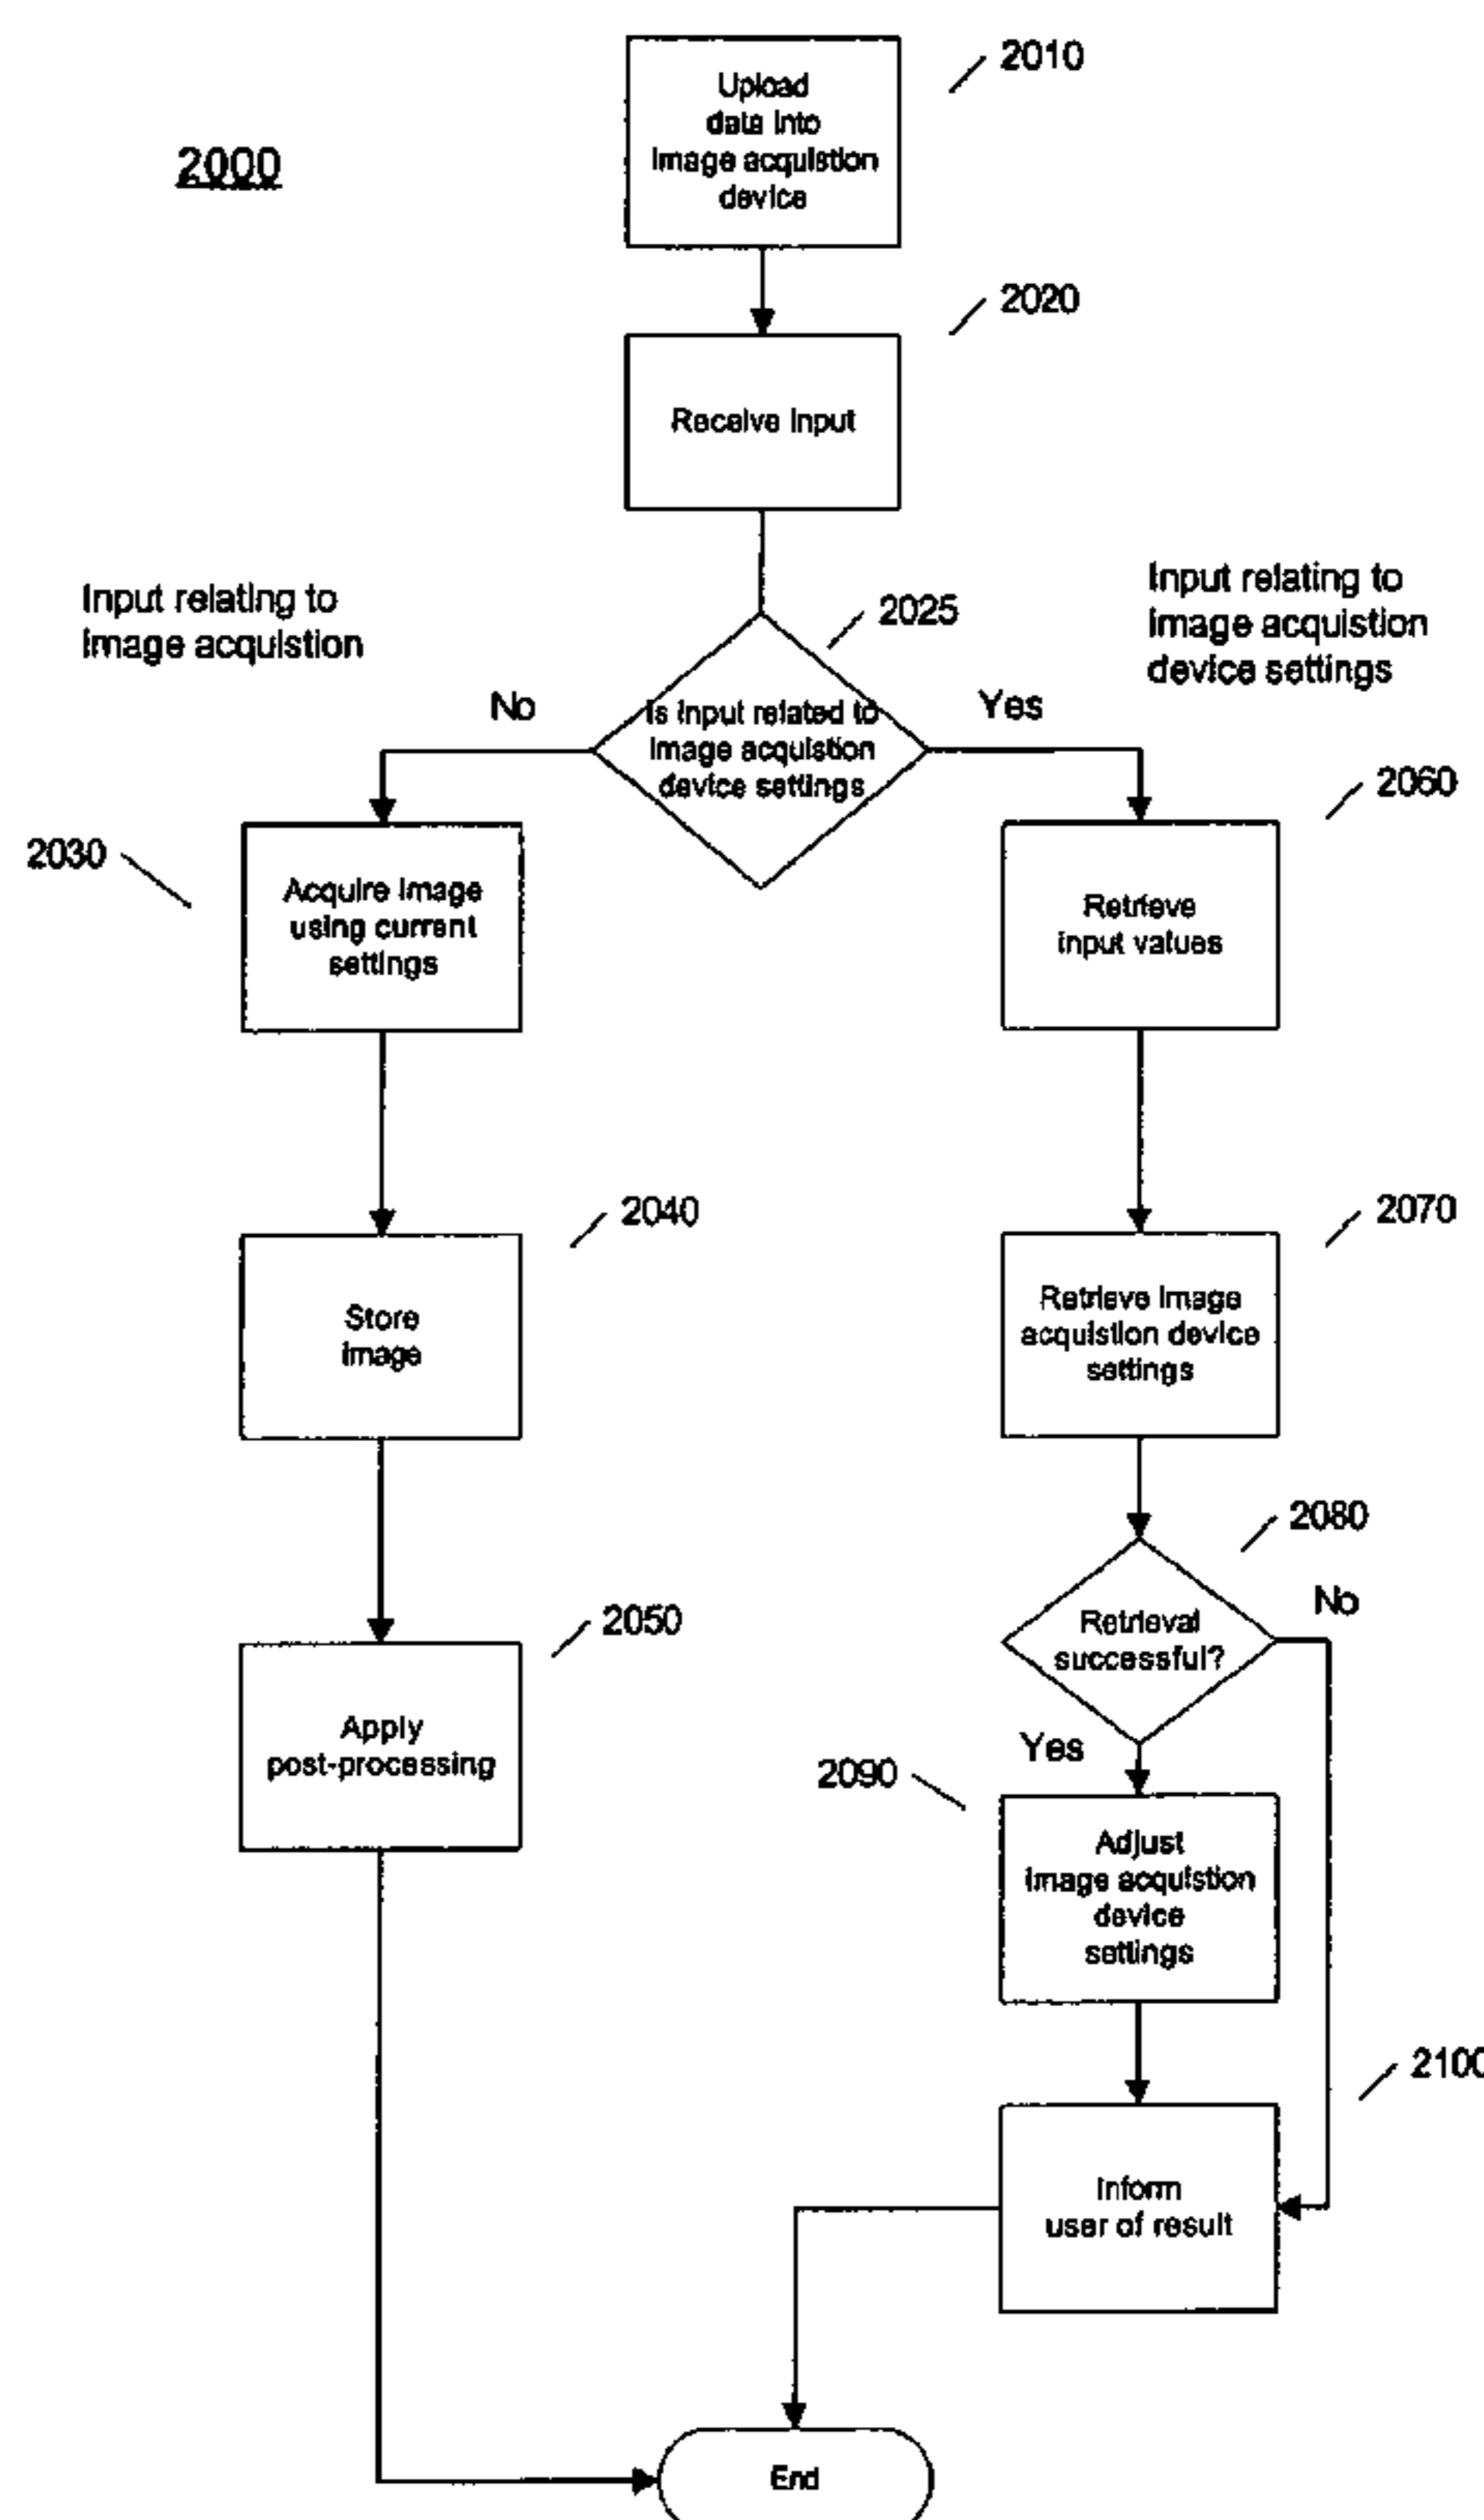 2000
Upload
data into
image acquistion
device
2010
Receive input
2020
Input relating to
image acquistion
Input relating to
image acquistion
device settings
2025
No
Is input related to
image acquistion
device settings
Yes
2030
Acquire image
using current
settings
2060
Retrieve
input values
2040
Store
image
2070
Retrieve image
acquistion device
settings
2050
Apply
post-processing
2080
Retrieval
successful?
No
Yes
2090
Adjust
image acquistion
device
settings
2100
Inform
user of result
End